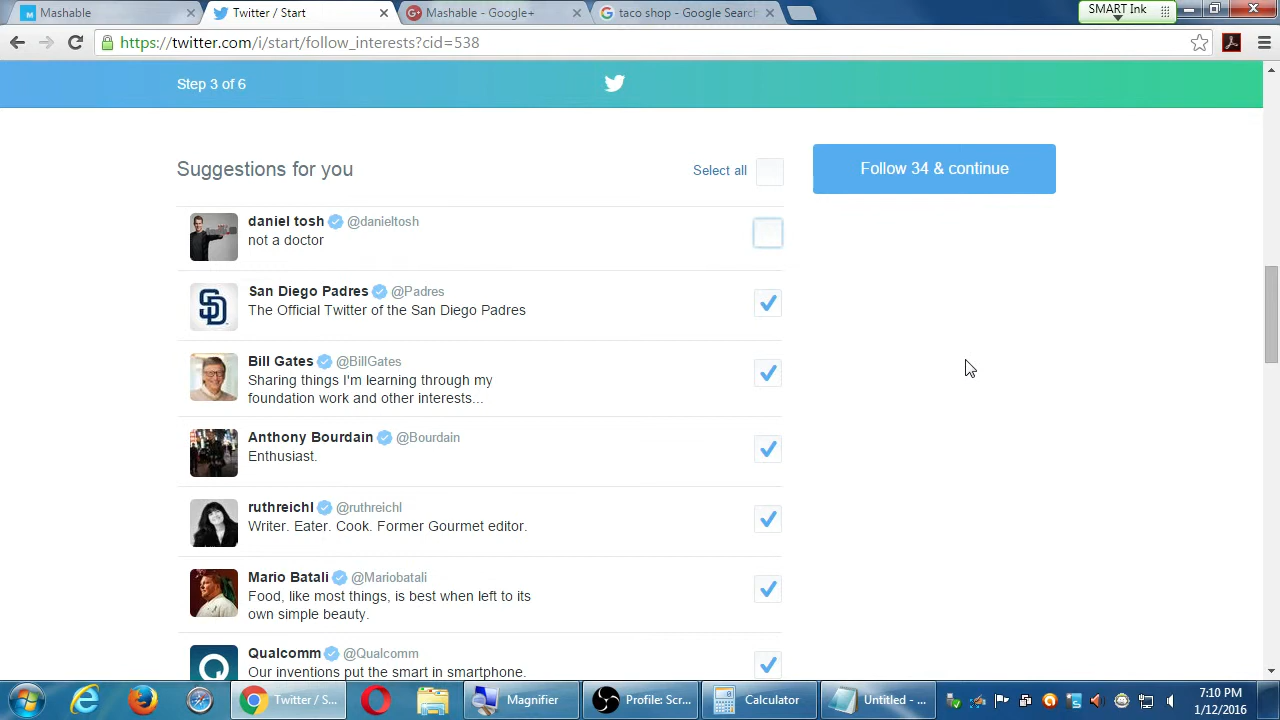 Mashable
Twitter / Start
Mashable - Google+
taco shop - Google Search
SMART Ink
https://twitter.com/i/start/follow_interests?cid=538
Step 3 of 6
Suggestions for you
Select all
Follow 34 & continue
daniel tosh @danieltosh
not a doctor
San Diego Padres @Padres
The Official Twitter of the San Diego Padres
Bill Gates @BillGates
Sharing things I'm learning through my
foundation work and other interests...
Anthony Bourdain @Bourdain
Enthusiast.
ruthreichl @ruthreichl
Writer. Eater. Cook. Former Gourmet editor.
Mario Batali @Mariobatali
Food, like most things, is best when left to its
own simple beauty.
Qualcomm @Qualcomm
Our inventions put the smart in smartphone.
Twitter / S...
Magnifier
Profile: Scr...
Calculator
Untitled - ...
7:10 PM
1/12/2016